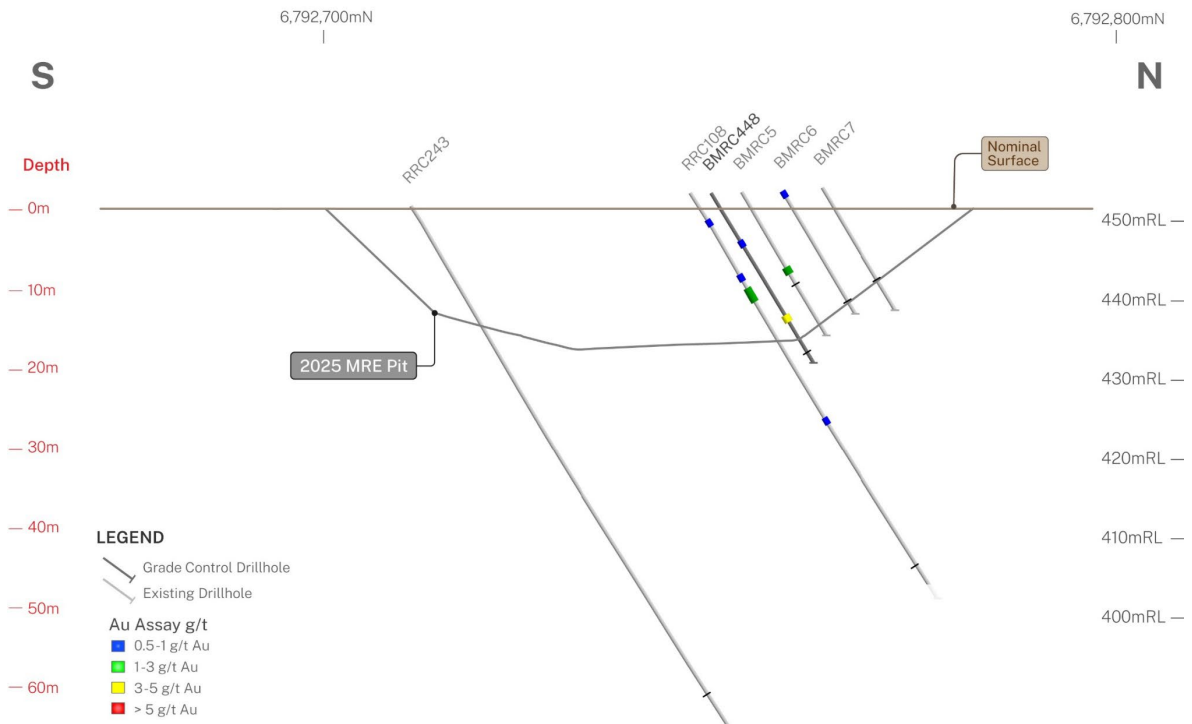 6,792,700mN
6,792,800mN
S
N
RRC243
RRC108
BMRC448
BMRC5
BMRC6
BMRC7
Nominal
Surface
Depth
— 0m
450mRL —
— 10m
440mRL —
2025 MRE Pit
— 20m
430mRL —
— 30m
420mRL —
— 40m
410mRL —
— 50m
400mRL —
— 60m
LEGEND
Grade Control Drillhole
Existing Drillhole
Au Assay g/t
0.5-1 g/t Au
1-3 g/t Au
3-5 g/t Au
> 5 g/t Au